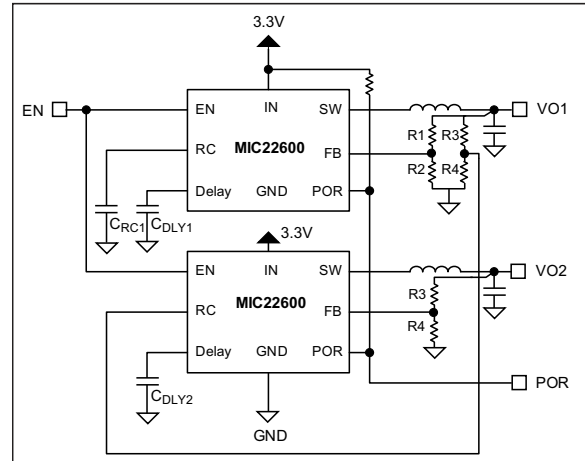 3.3V
EN
EN
IN
SW
VO1
MIC22600
R1
R3
RC
FB
R2
R4
Delay
GND
POR
CRC1
CDLY1
3.3V
EN
IN
SW
VO2
MIC22600
R3
RC
FB
R4
Delay
GND
POR
CDLY2
POR
GND